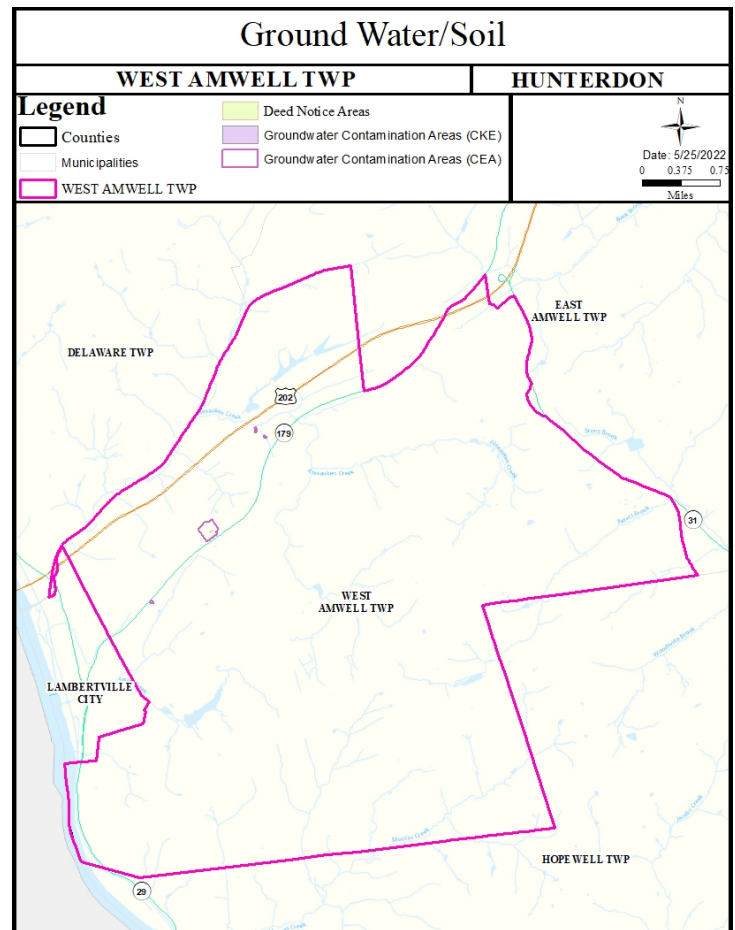 Ground Water/Soil
WEST AMWELL TWP
HUNTERDON
Legend
Counties
Municipalities
WEST AMWELL TWP
Deed Notice Areas
Groundwater Contamination Areas (CKE)
Groundwater Contamination Areas (CEA)
N
Date: 5/25/2022
0 0.375 0.75
Miles
EAST
AMWELL TWP
DELAWARE TWP
202
179
31
WEST
AMWELL TWP
LAMBERTVILLE
CITY
HOPEWELL TWP
29